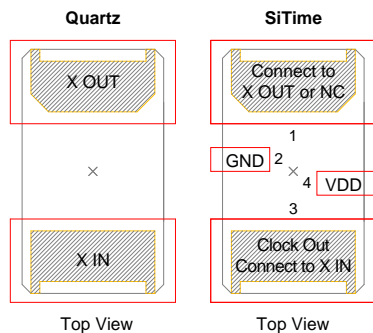 Quartz
SiTime
X OUT
Connect to
X OUT or NC
1
GND
2
4
VDD
3
X IN
Clock Out
Connect to X IN
Top View
Top View